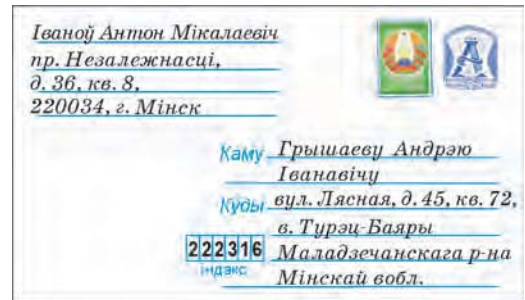 Іваноў Антон Мікалаевіч
пр. Незалежнасці,
д. 36, кв. 8,
220034, г. Мінск
Каму Грышаеву Андрэю
Іванавічу
Куды вул. Лясная, д. 45, кв. 72,
в. Турэц-Баяры
222316 Маладзечанскага р-на
індэкс Мінскай вобл.